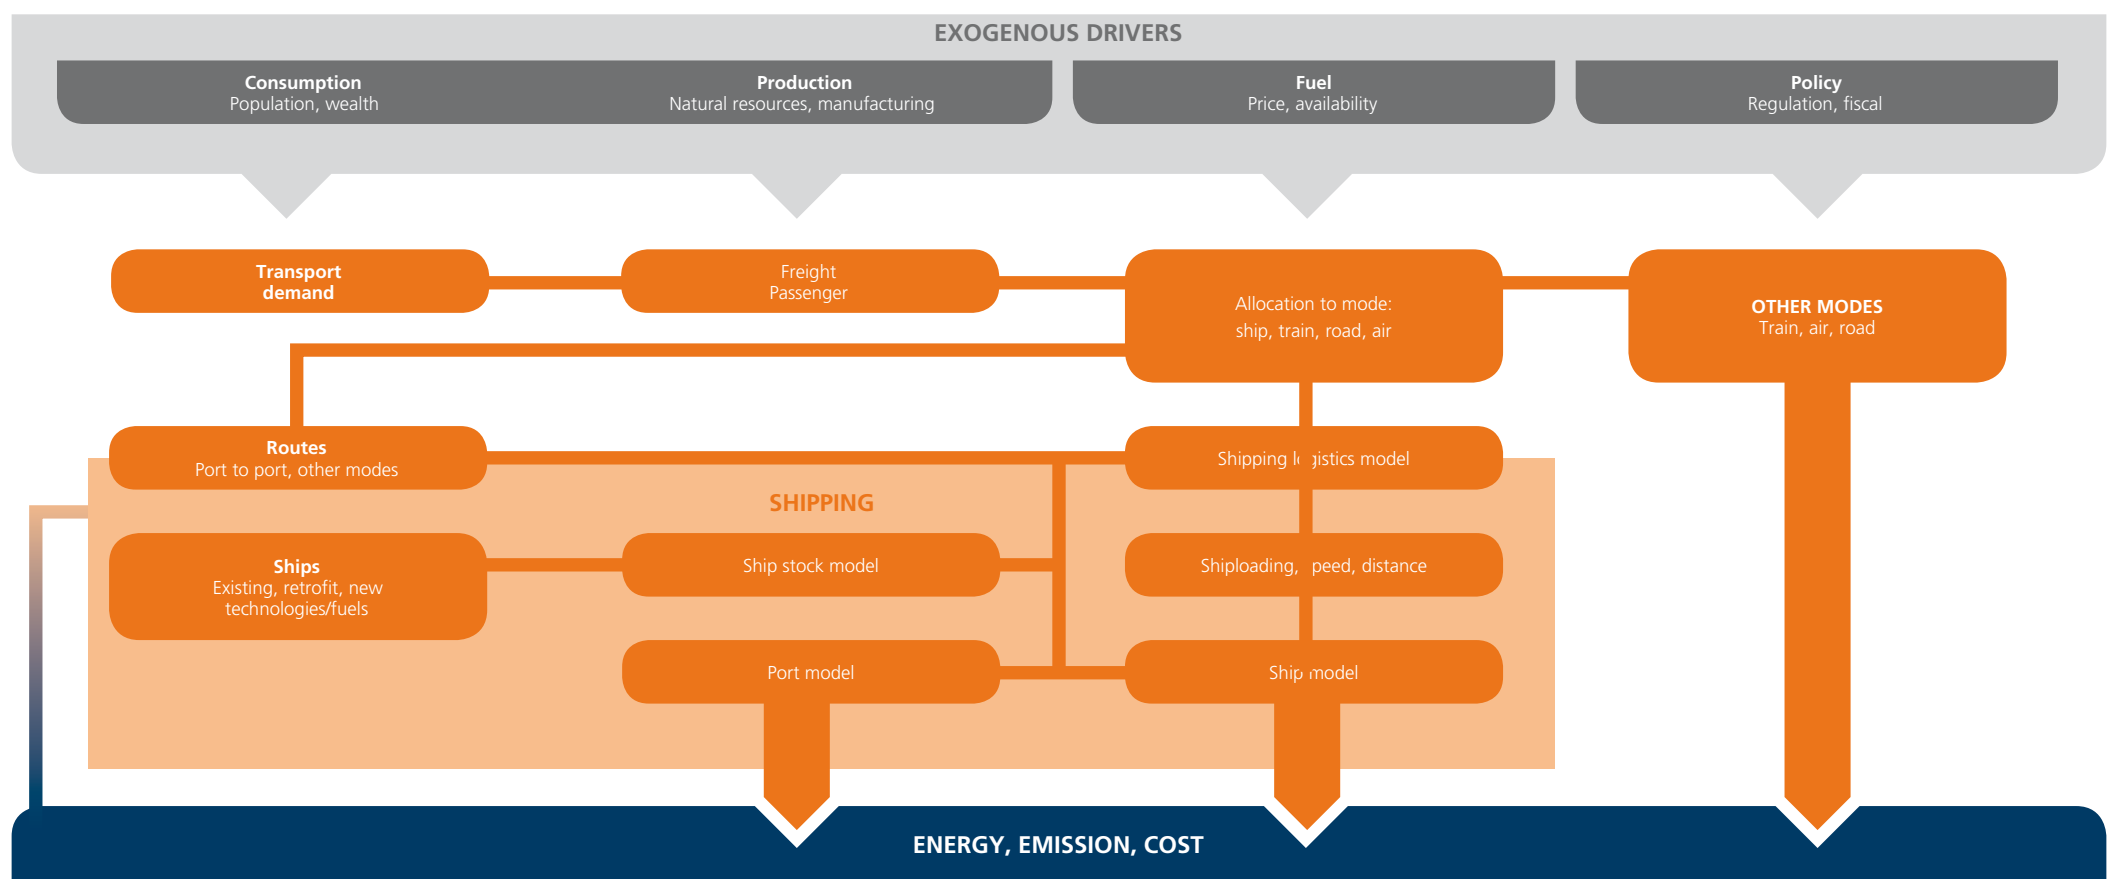 EXOGENOUS DRIVERS
Consumption
Population, wealth
Production
Natural resources, manufacturing
Fuel
Price, availability
Policy
Regulation, fiscal
Transport
demand
Freight
Passenger
Allocation to mode:
ship, train, road, air
OTHER MODES
Train, air, road
Routes
Port to port, other modes
Shipping logistics model
SHIPPING
Ships
Existing, retrofit, new
technologies/fuels
Ship stock model
Shiploading, speed, distance
Port model
Ship model
ENERGY, EMISSION, COST